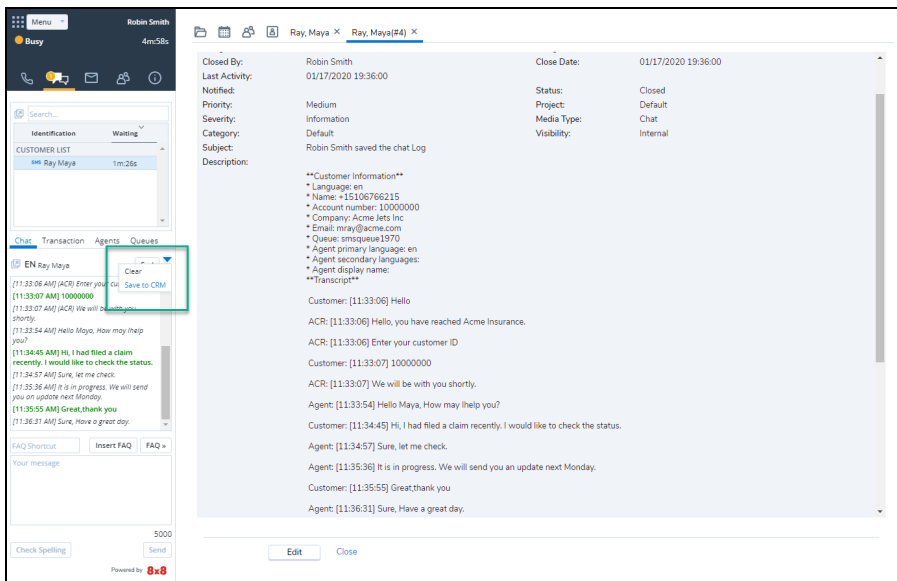 Menu
Robin Smith
Busy
4m:58s
Search...
Identification
Waiting
CUSTOMER LIST
SMS Ray Maya
1m:26s
Chat
Transaction
Agents
Queues
EN Ray Maya
Clear
Save to CRM
[11:33:06 AM] (ACR) Enter your cu
[11:33:07 AM] 10000000
[11:33:07 AM] (ACR) We will be with you
shortly.
[11:33:54 AM] Hello Maya, How may Ihelp
you?
[11:34:45 AM] Hi, I had filed a claim
recently. I would like to check the status.
[11:34:57 AM] Sure, let me check.
[11:35:36 AM] It is in progress. We will send
you an update next Monday.
[11:35:55 AM] Great,thank you
[11:36:31 AM] Sure, Have a great day.
FAQ Shortcut
Insert FAQ
FAQ »
Your message
5000
Check Spelling
Send
Powered by 8x8
Ray, Maya ×
Ray, Maya(#4) ×
Closed By:
Robin Smith
Close Date:
01/17/2020 19:36:00
Last Activity:
01/17/2020 19:36:00
Notified:
Status:
Closed
Priority:
Medium
Project:
Default
Severity:
Information
Media Type:
Chat
Category:
Default
Visibility:
Internal
Subject:
Robin Smith saved the chat Log
Description:
**Customer Information**
* Language: en
* Name: +15106766215
* Account number: 10000000
* Company: Acme Jets Inc
* Email: mray@acme.com
* Queue: smsqueue1970
* Agent primary language: en
* Agent secondary languages:
* Agent display name:
**Transcript**
Customer: [11:33:06] Hello
ACR: [11:33:06] Hello, you have reached Acme Insurance.
ACR: [11:33:06] Enter your customer ID
Customer: [11:33:07] 10000000
ACR: [11:33:07] We will be with you shortly.
Agent: [11:33:54] Hello Maya, How may Ihelp you?
Customer: [11:34:45] Hi, I had filed a claim recently. I would like to check the status.
Agent: [11:34:57] Sure, let me check.
Agent: [11:35:36] It is in progress. We will send you an update next Monday.
Customer: [11:35:55] Great,thank you
Agent: [11:36:31] Sure, Have a great day.
Edit
Close